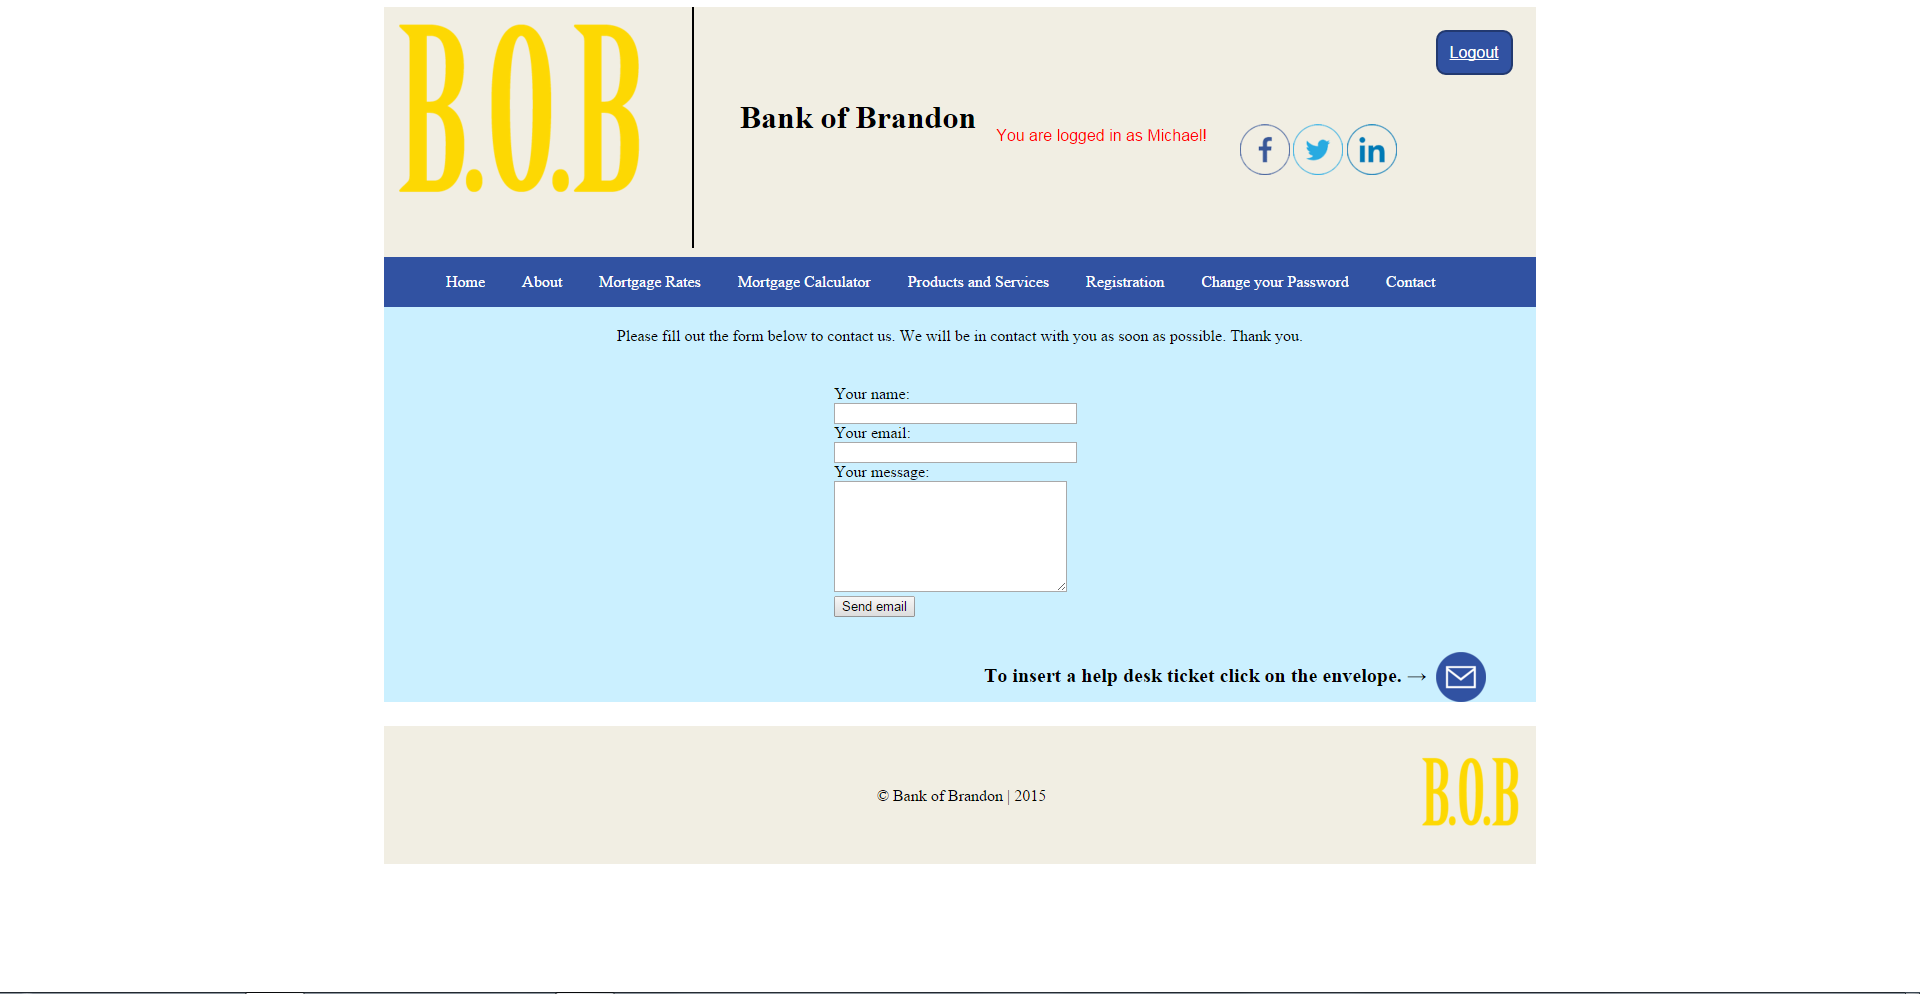 B.O.B
Logout
Bank of Brandon
You are logged in as Michael!
Home About Mortgage Rates Mortgage Calculator Products and Services Registration Change your Password Contact
Please fill out the form below to contact us. We will be in contact with you as soon as possible. Thank you.
Your name:
Your email:
Your message:
Send email
To insert a help desk ticket click on the envelope. →
© Bank of Brandon | 2015
B.O.B